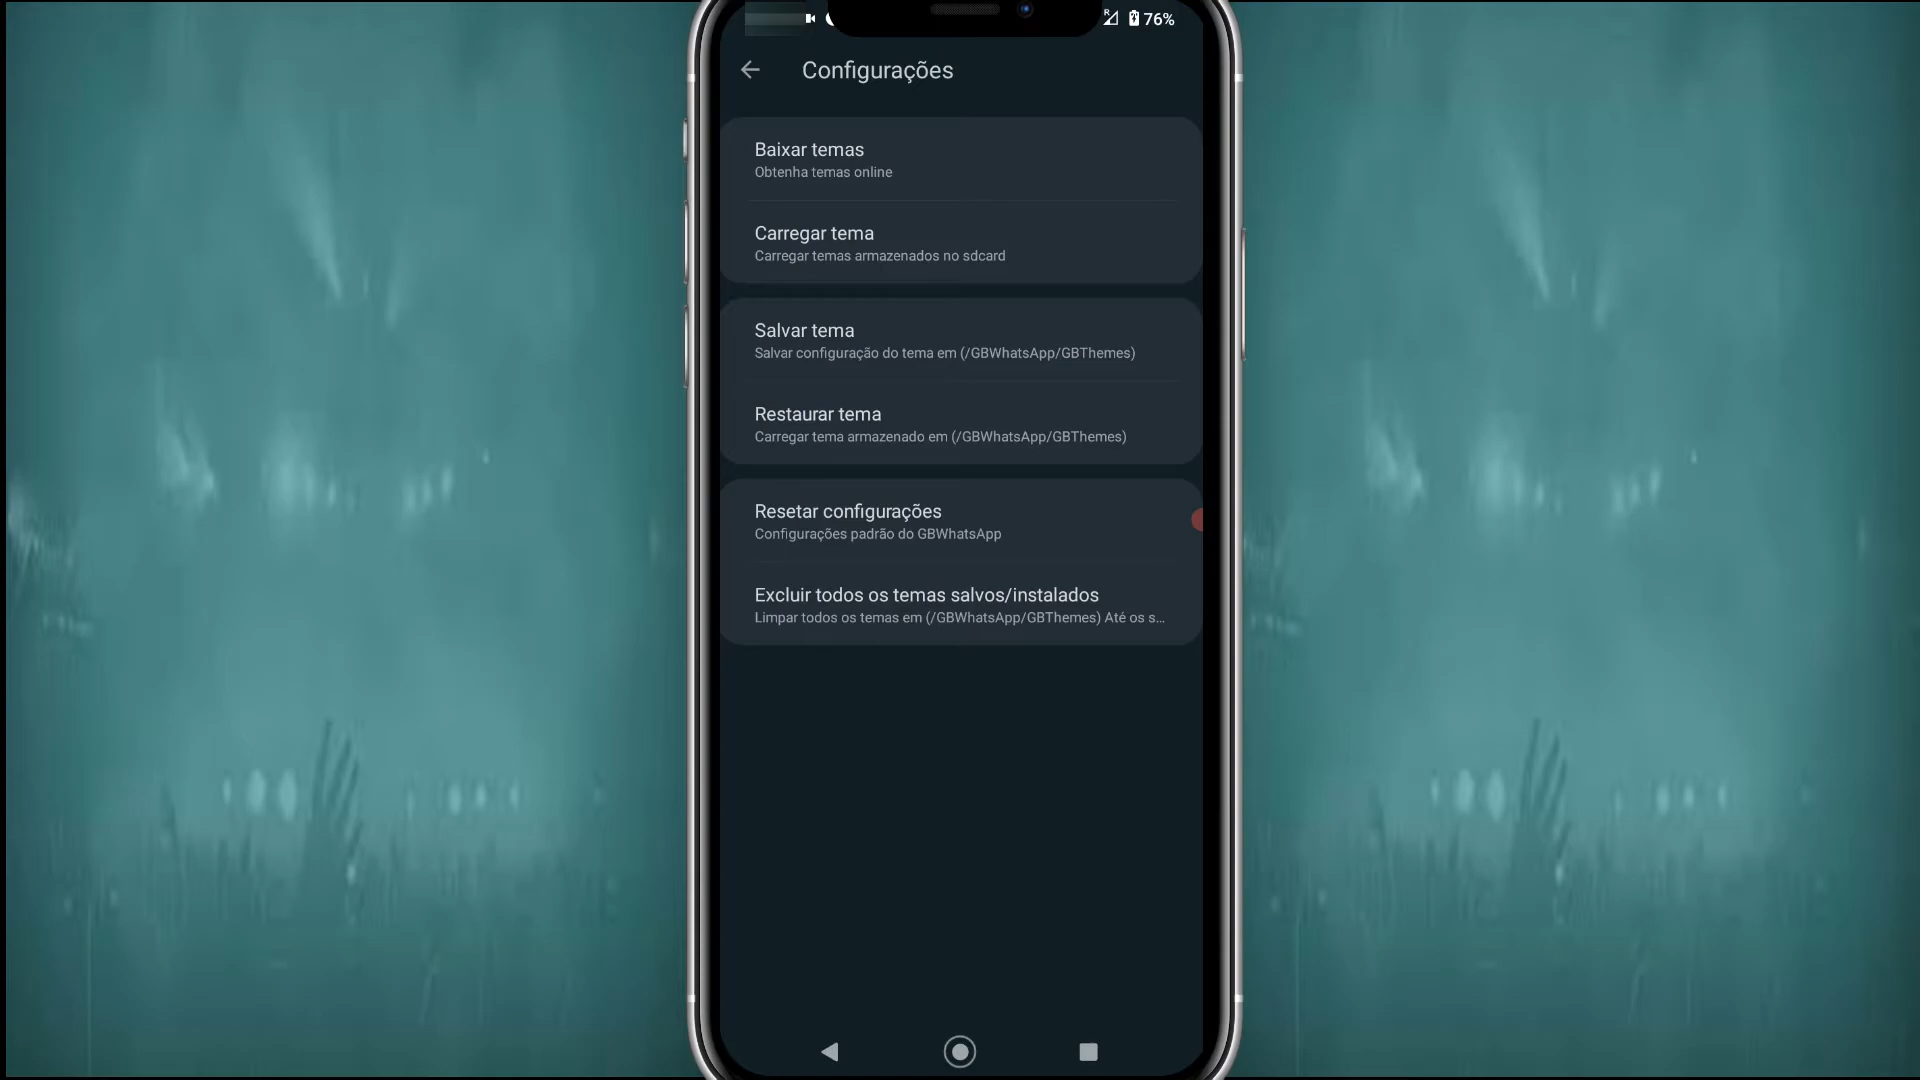 R 76%
Configurações
Baixar temas
Obtenha temas online
Carregar tema
Carregar temas armazenados no sdcard
Salvar tema
Salvar configuração do tema em (/GBWhatsApp/GBThemes)
Restaurar tema
Carregar tema armazenado em (/GBWhatsApp/GBThemes)
Resetar configurações
Configurações padrão do GBWhatsApp
Excluir todos os temas salvos/instalados
Limpar todos os temas em (/GBWhatsApp/GBThemes) Até os s...